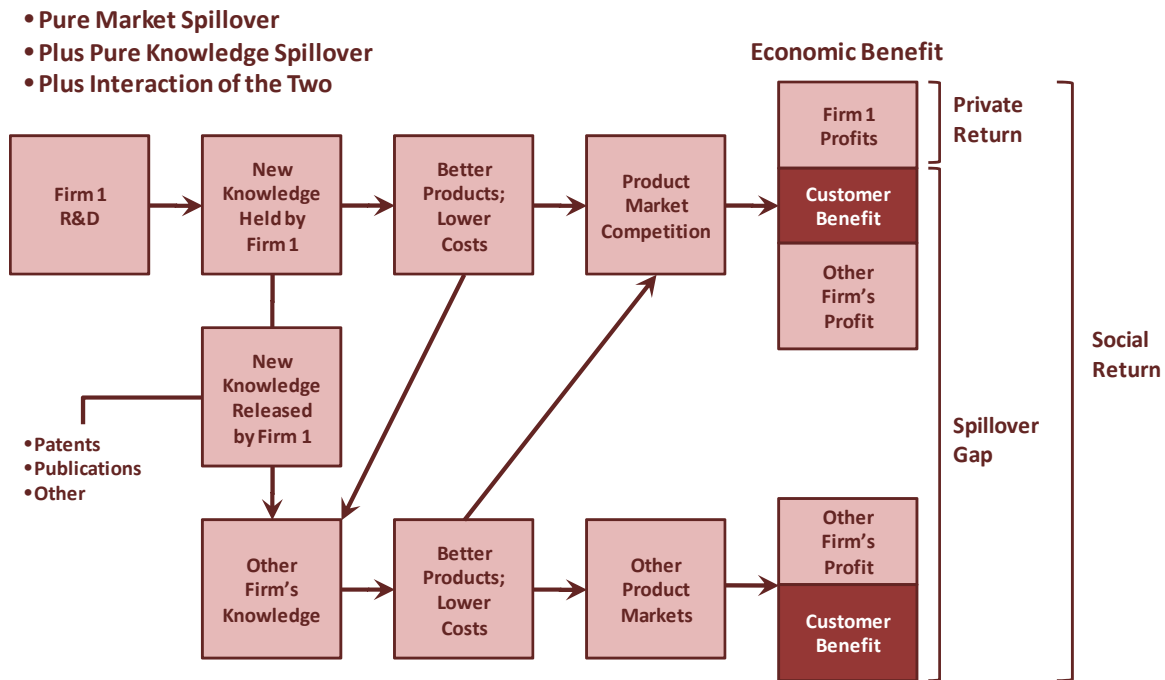 •Pure Market Spillover
•Plus Pure Knowledge Spillover
•Plus Interaction of the Two
Economic Benefit
Firm 1
R&D
New
Knowledge
Held by
Firm 1
Better
Products;
Lower
Costs
Product
Market
Competition
Firm 1
Profits
Customer
Benefit
Other
Firm's
Profit
Private
Return
New
Knowledge
Released
by Firm 1
•Patents
•Publications
•Other
Social
Return
Spillover
Gap
Other
Firm's
Knowledge
Better
Products;
Lower
Costs
Other
Product
Markets
Other
Firm's
Profit
Customer
Benefit